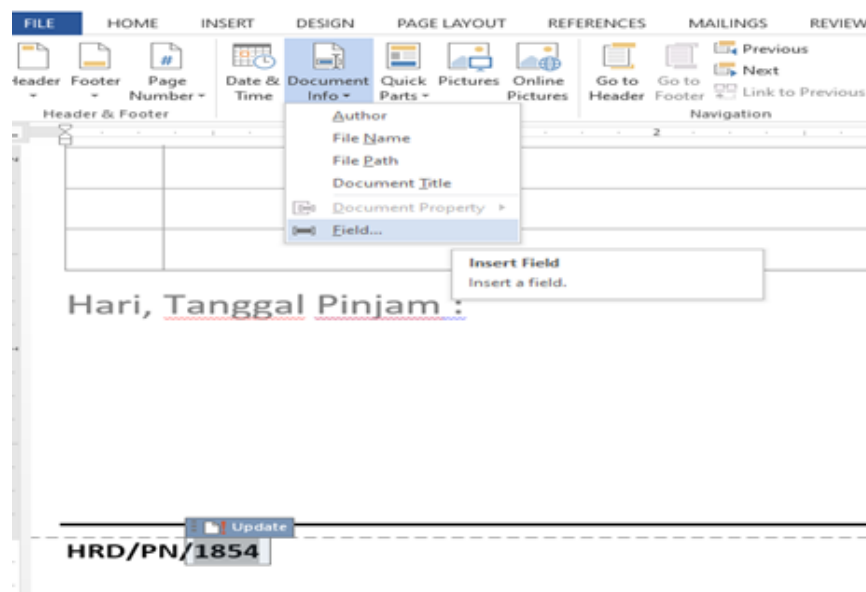 FILE HOME INSERT DESIGN PAGE LAYOUT REFERENCES MAILINGS REVIEW
Header Footer Page Number Date & Time Document Info Quick Parts Pictures Online Pictures Go to Header Go to Footer Previous
Next
Link to Previous
Header & Footer Navigation
2
Author
File Name
File Path
Document Title
Document Property
Field...
Insert Field
Insert a field.
Hari, Tanggal Pinjam :
Update
HRD/PN/1854